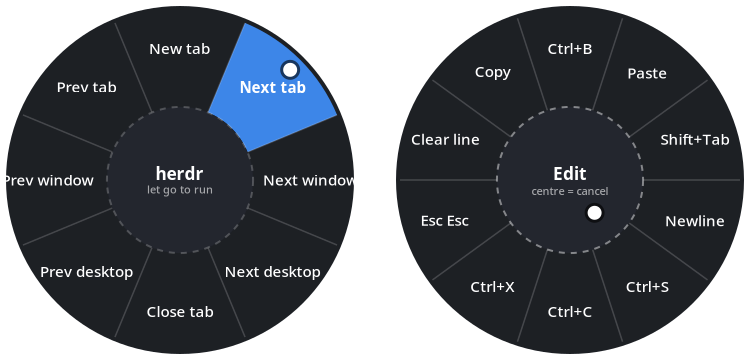 New tab
Prev tab
Next tab
Prev window
herdr
let go to run
Next window
Prev desktop
Next desktop
Close tab
Ctrl+B
Copy
Paste
Clear line
Shift+Tab
Edit
centre = cancel
Esc Esc
Newline
Ctrl+X
Ctrl+S
Ctrl+C